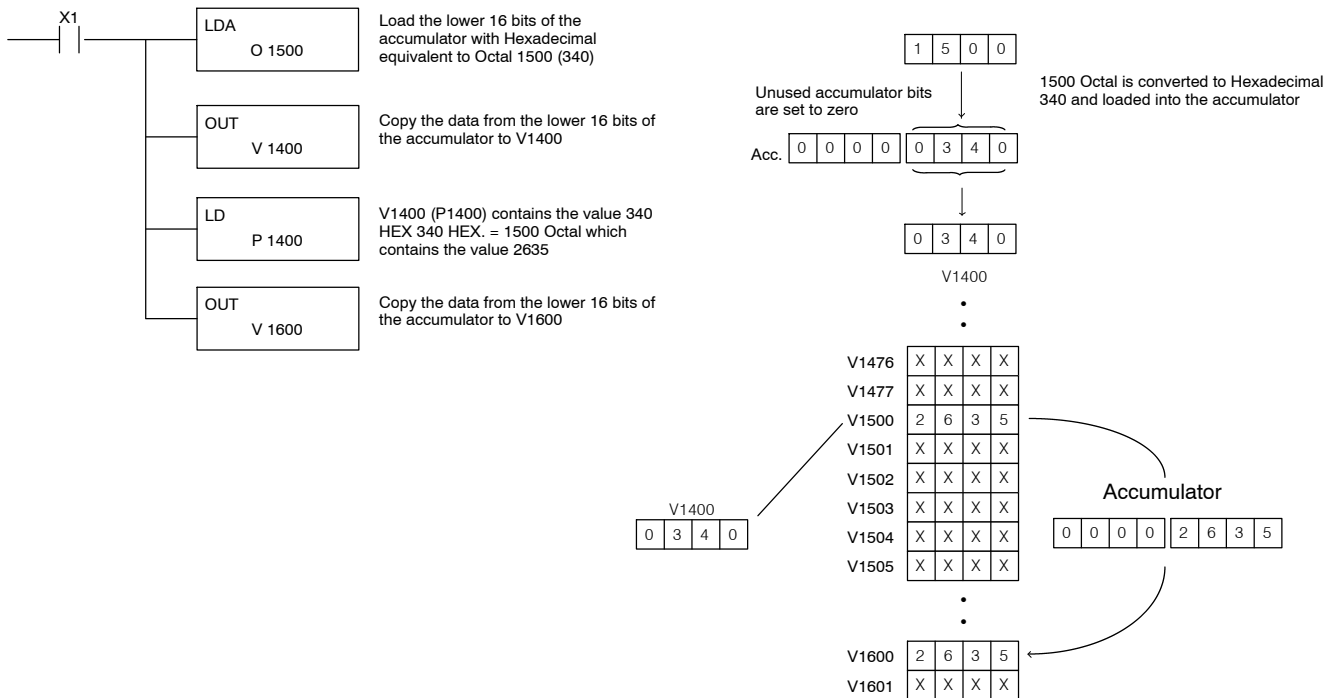 X1
LDA
O 1500
Load the lower 16 bits of the
accumulator with Hexadecimal
equivalent to Octal 1500 (340)
OUT
V 1400
Copy the data from the lower 16 bits of
the accumulator to V1400
LD
P 1400
V1400 (P1400) contains the value 340
HEX 340 HEX. = 1500 Octal which
contains the value 2635
OUT
V 1600
Copy the data from the lower 16 bits of
the accumulator to V1600
1 5 0 0
Unused accumulator bits
are set to zero
1500 Octal is converted to Hexadecimal
340 and loaded into the accumulator
Acc. 0 0 0 0 0 3 4 0
0 3 4 0
V1400
V1476 X X X X
V1477 X X X X
V1500 2 6 3 5
V1501 X X X X
V1502 X X X X
V1503 X X X X
V1504 X X X X
V1505 X X X X
V1400
0 3 4 0
Accumulator
0 0 0 0 2 6 3 5
V1600 2 6 3 5
V1601 X X X X